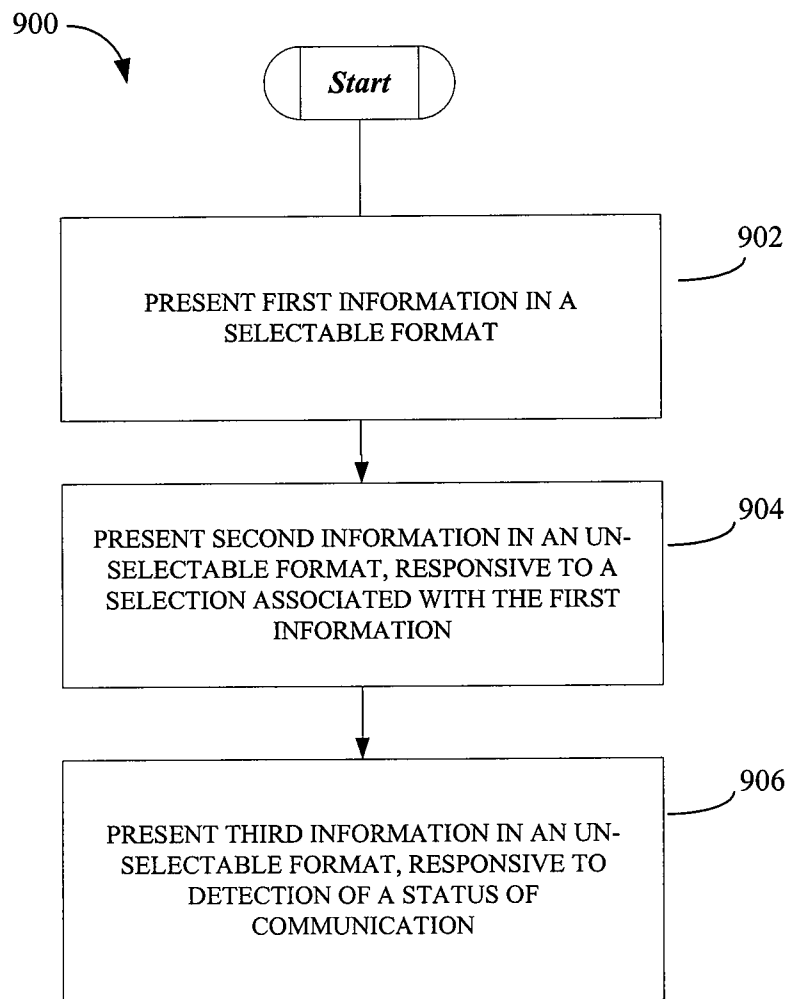 900
Start
902
PRESENT FIRST INFORMATION IN A
SELECTABLE FORMAT
904
PRESENT SECOND INFORMATION IN AN UN-
SELECTABLE FORMAT, RESPONSIVE TO A
SELECTION ASSOCIATED WITH THE FIRST
INFORMATION
906
PRESENT THIRD INFORMATION IN AN UN-
SELECTABLE FORMAT, RESPONSIVE TO
DETECTION OF A STATUS OF
COMMUNICATION